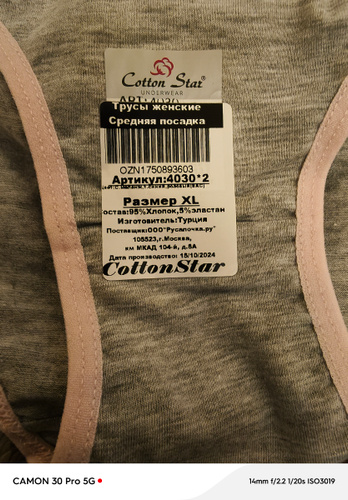 Cotton Star®
UNDERWEAR
Трусы женские
Средняя посадка
OZN1750893603
Артикул:4030*2
Размер XL
остав:95%Хлопок,5%эластан
Изготовитель:Турция
Поставщик:ООО"Русалочка.ру"
105523,г.Москва,
км МКАД 104-й, д.8А
Дата производство: 15/10/2024
CottonStar
CAMON 30 Pro 5G
14mm f/2.2 1/20s ISO3019